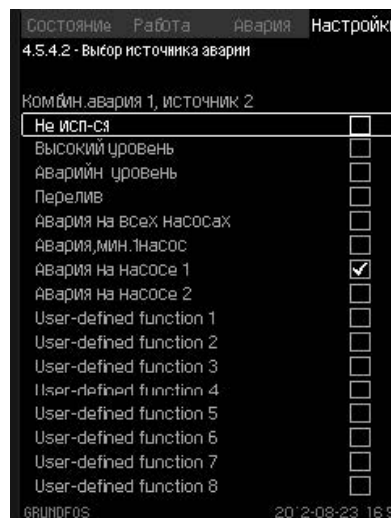 Состояние Работа Авария Настройки
4.5.4.2 - Выбор источника аварии
Комбин.авария 1, источник 2
Не исп-ся
Высокий уровень
Аварийн уровень
Перелив
Авария на всех насосах
Авария,мин.1насос
Авария на насосе 1
Авария на насосе 2
User-defined function 1
User-defined function 2
User-defined function 3
User-defined function 4
User-defined function 5
User-defined function 6
User-defined function 7
User-defined function 8
GRUNDFOS 2012-08-23 16: